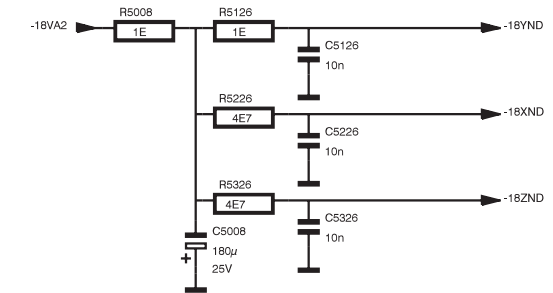 R5008
R5126
-18VA2
1E
1E
-18YND
C5126
10n
R5226
4E7
-18XND
C5226
10n
R5326
4E7
-18ZND
C5326
10n
C5008
180µ
+
25V